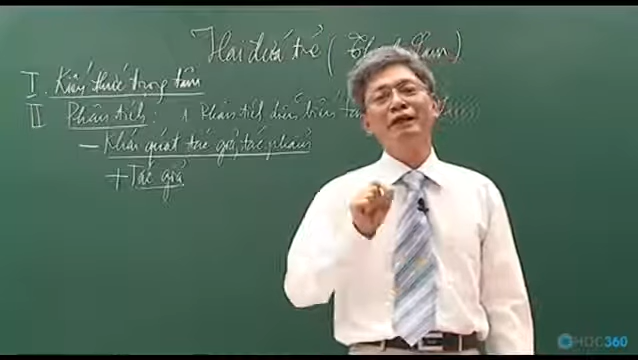 Hai đứa trẻ ( Thạch Lam )
I. Kiến thức trọng tâm
II Phân tích : 1 Phân tích diễn biến
— Khái quát tác giả, tác phẩm
+ Tác giả
HOC360